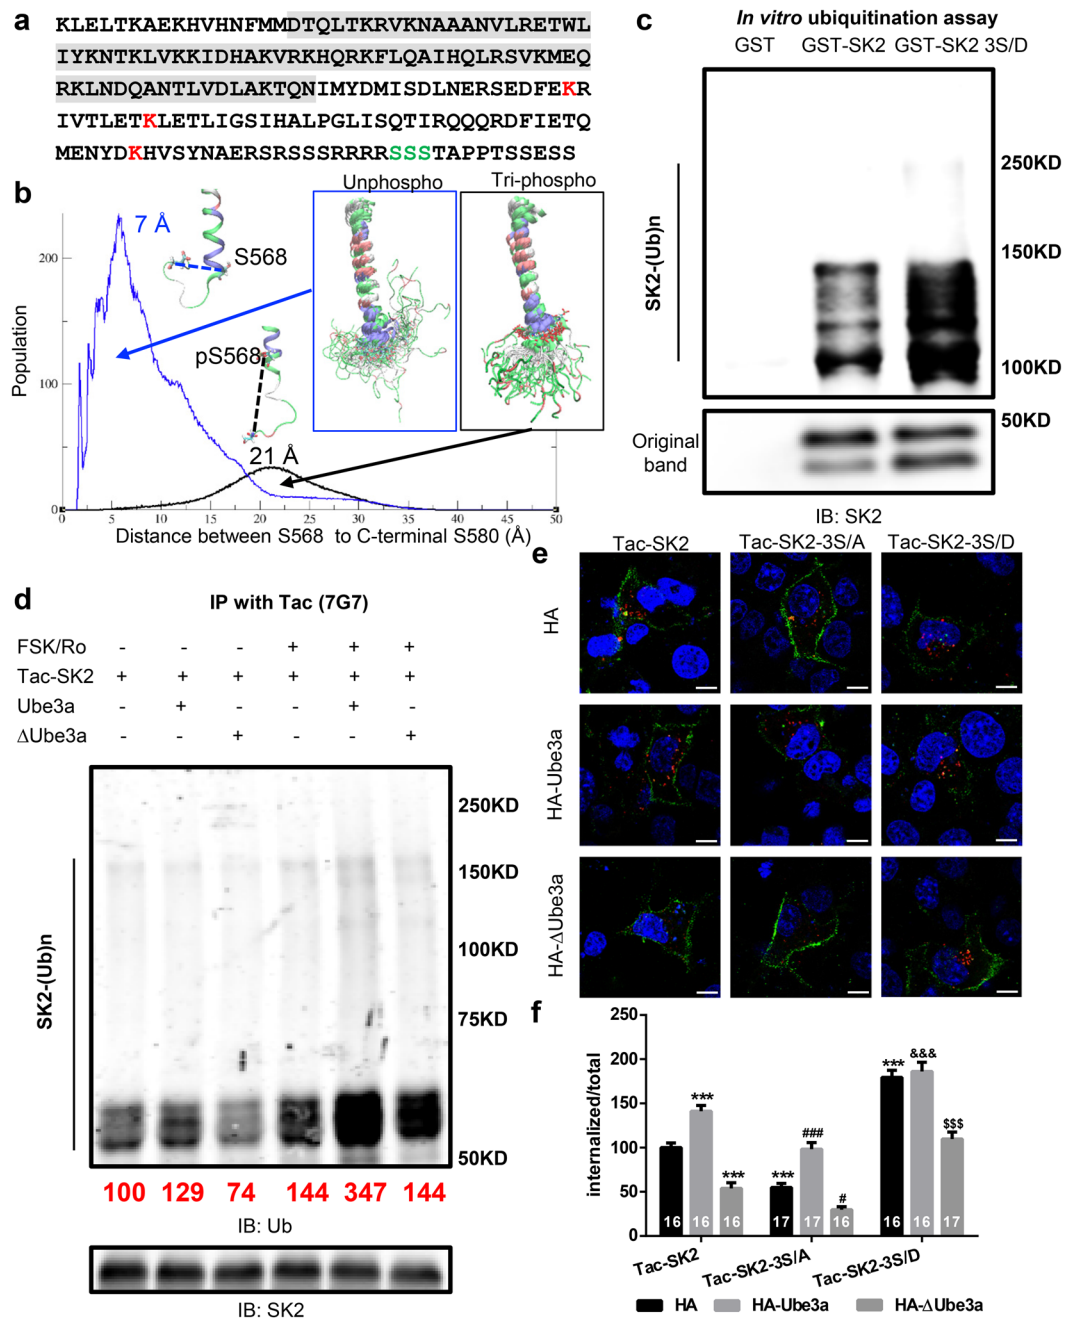 a
KLELTKAEKHVHNFMMDTQLTKRVKNAAANVLRETWL
IYKNTKLVKKIDHAKVRKHQRKFLQAIHQLRSVKMEQ
RKLNDQANTLVDLAKTQNIMYDMISDLNERSEDFEKR
IVTLETKLETLIGSIHALPGLISQTIRQQQRDFIETQ
MENYDKHVSYNAERSRSSSRRRRSSSTAPPTSSESS
b
Unphospho
Tri-phospho
7 Å
S568
pS568
21 Å
Population
200
100
0
0 5 10 15 20 25 30 35 40 45 50
Distance between S568 to C-terminal S580 (Å)
c
In vitro ubiquitination assay
GST GST-SK2 GST-SK2 3S/D
SK2-(Ub)n
250KD
150KD
100KD
50KD
Original
band
IB: SK2
d
IP with Tac (7G7)
FSK/Ro - - - + + +
Tac-SK2 + + + + + +
Ube3a - + - - + -
ΔUbe3a - - + - - +
SK2-(Ub)n
250KD
150KD
100KD
75KD
50KD
100 129 74 144 347 144
IB: Ub
IB: SK2
e
Tac-SK2 Tac-SK2-3S/A Tac-SK2-3S/D
HA
HA-Ube3a
HA-ΔUbe3a
f
internalized/total
250
200
150
100
50
0
*** *** *** ### # *** &&& $$$
16 16 16 17 17 16 16 16 17
Tac-SK2 Tac-SK2-3S/A Tac-SK2-3S/D
HA HA-Ube3a HA-ΔUbe3a